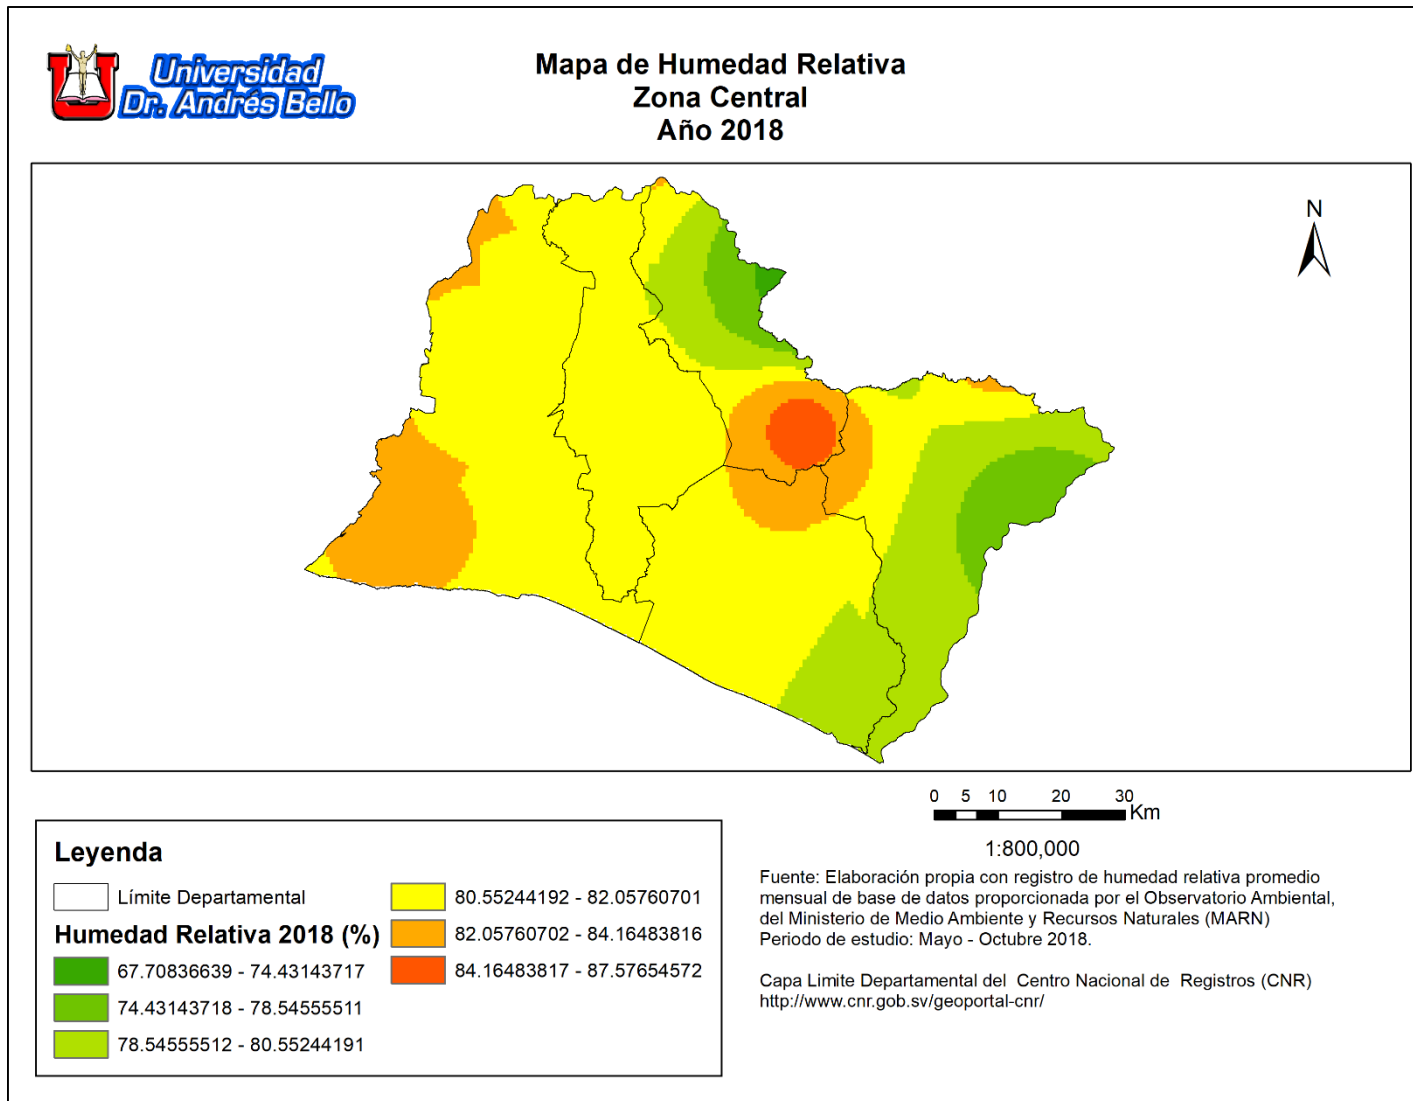 Universidad
Dr. Andrés Bello
Mapa de Humedad Relativa
Zona Central
Año 2018
N
0 5 10 20 30
Km
1:800,000
Leyenda
Límite Departamental
Humedad Relativa 2018 (%)
67.70836639 - 74.43143717
74.43143718 - 78.54555511
78.54555512 - 80.55244191
80.55244192 - 82.05760701
82.05760702 - 84.16483816
84.16483817 - 87.57654572
Fuente: Elaboración propia con registro de humedad relativa promedio
mensual de base de datos proporcionada por el Observatorio Ambiental,
del Ministerio de Medio Ambiente y Recursos Naturales (MARN)
Periodo de estudio: Mayo - Octubre 2018.
Capa Limite Departamental del Centro Nacional de Registros (CNR)
http://www.cnr.gob.sv/geoportal-cnr/